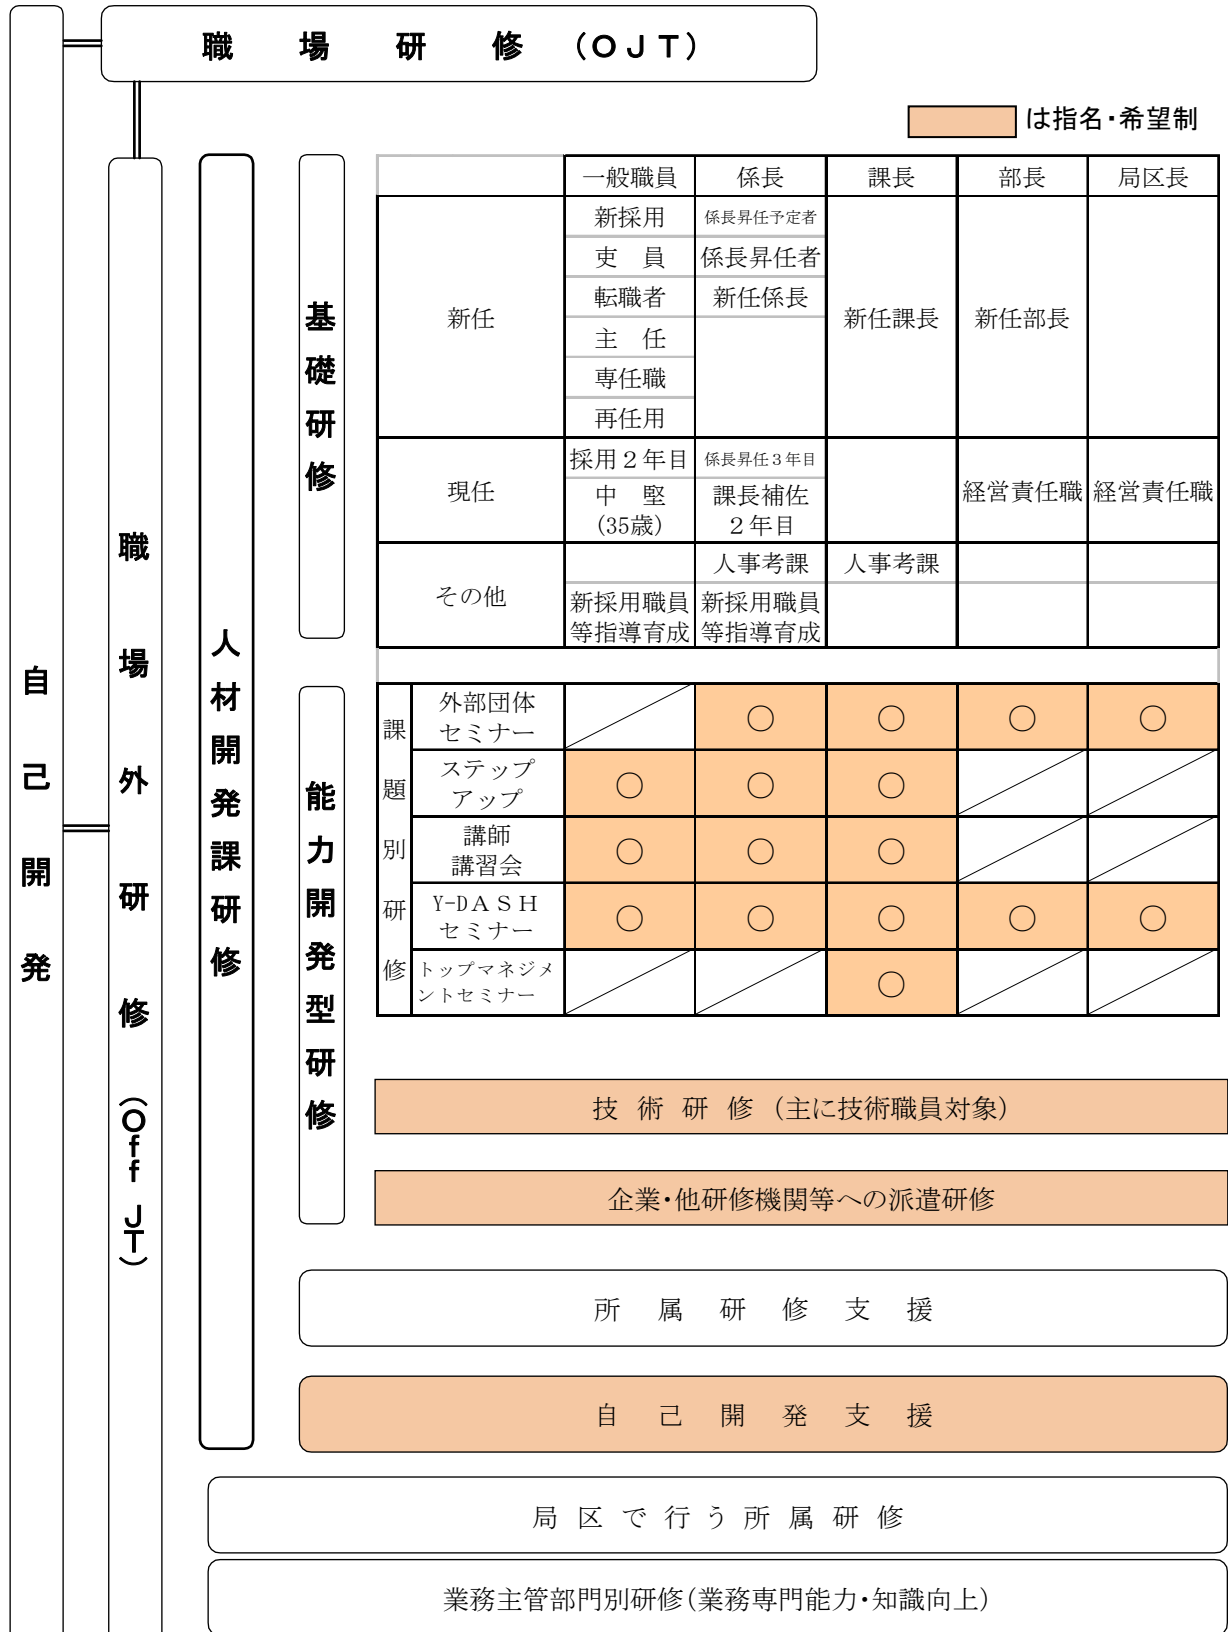 職場研修（ＯＪＴ）
は指名・希望制
自己開発
職場外研修（Ｏｆｆ ＪＴ）
人材開発課研修
基礎研修
一般職員 係長 課長 部長 局区長
新任
新採用 係長昇任予定者
吏　員 係長昇任者
転職者 新任係長
新任課長 新任部長
主　任
専任職
再任用
現任
採用２年目 係長昇任３年目
中　堅
(35歳)
課長補佐
２年目
経営責任職 経営責任職
その他
人事考課 人事考課
新採用職員
等指導育成
新採用職員
等指導育成
能力開発型研修
課題別研修
外部団体
セミナー
○ ○ ○ ○
ステップ
アップ
○ ○ ○
講師
講習会
○ ○ ○
Y-DＡＳＨ
セミナー
○ ○ ○ ○ ○
トップマネジメ
ントセミナー
○
技術研修（主に技術職員対象）
企業・他研修機関等への派遣研修
所属研修支援
自己開発支援
局区で行う所属研修
業務主管部門別研修（業務専門能力・知識向上）